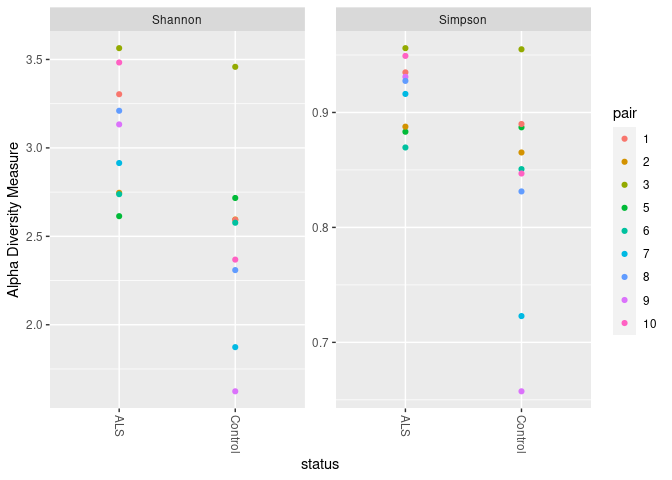 Shannon
Simpson
Alpha Diversity Measure
3.5
3.0
2.5
2.0
0.9
0.8
0.7
ALS
Control
ALS
Control
status
pair
1
2
3
5
6
7
8
9
10